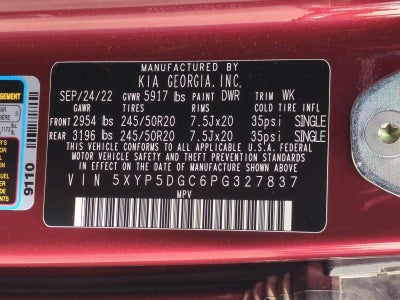 MANUFACTURED BY
KIA GEORGIA, INC.
SEP/24/22 GVWR 5917 lbs PAINT DWR TRIM WK
GAWR TIRES RIMS COLD TIRE INFL
FRONT 2954 lbs 245/50R20 7.5Jx20 35psi SINGLE
REAR 3196 lbs 245/50R20 7.5Jx20 35psi SINGLE
THIS VEHICLE CONFORMS TO ALL APPLICABLE U.S.A. FEDERAL
MOTOR VEHICLE SAFETY, BUMPER, AND THEFT PREVENTION
STANDARDS IN EFFECT ON THE DATE OF MANUFACTURE SHOWN ABOVE.
VIN 5XYP5DGC6PG327837
MPV
9110